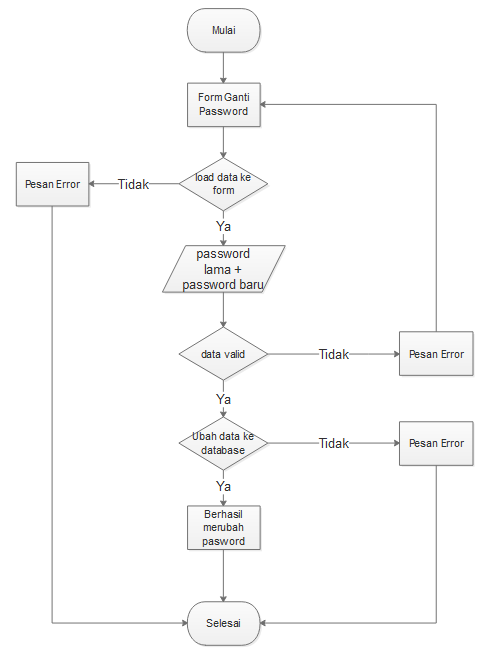 Mulai
Form Ganti
Password
load data ke
form
Tidak
Pesan Error
Ya
password
lama +
password baru
data valid
Tidak
Pesan Error
Ya
Ubah data ke
database
Tidak
Pesan Error
Ya
Berhasil
merubah
pasword
Selesai